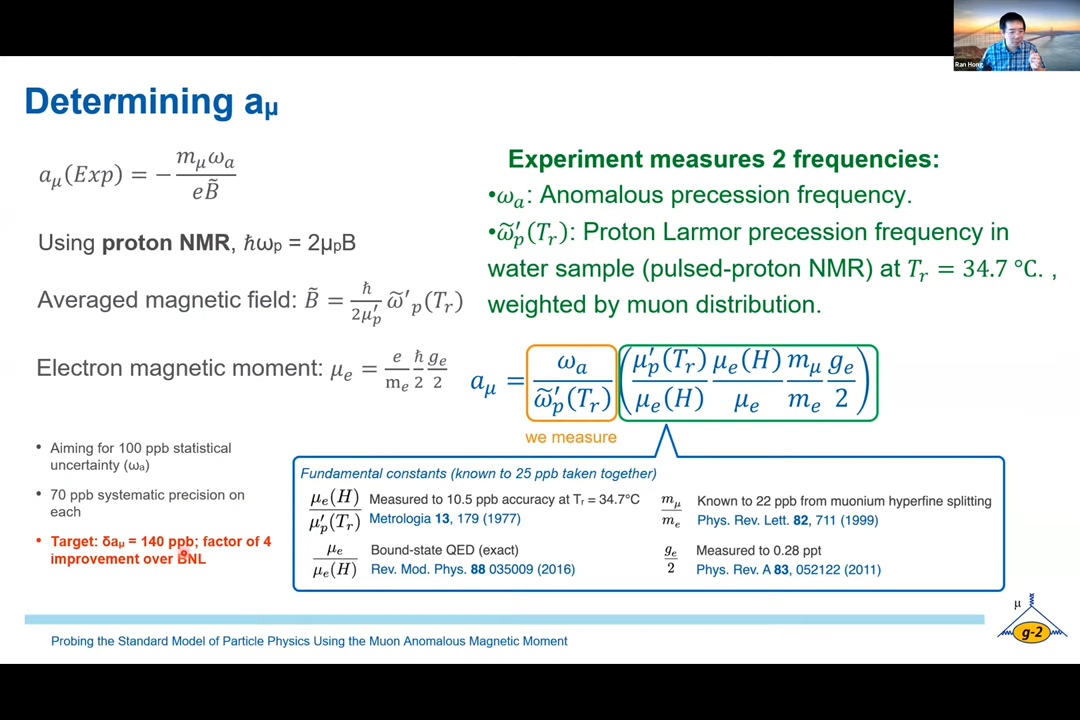 Ran Hong
Determining aμ
aμ(Exp) = − mμωa / eB̃
Using proton NMR, ħωp = 2μpB
Averaged magnetic field: B̃ = ħ / 2μ′p ω̃′p(Tr)
Electron magnetic moment: μe = e/me ħ/2 ge/2
Experiment measures 2 frequencies:
•ωa: Anomalous precession frequency.
•ω̃′p(Tr): Proton Larmor precession frequency in
water sample (pulsed-proton NMR) at Tr = 34.7 °C. ,
weighted by muon distribution.
aμ = ωa / ω̃′p(Tr) (μ′p(Tr)/μe(H) μe(H)/μe mμ/me ge/2)
we measure
• Aiming for 100 ppb statistical
uncertainty (ωa)
• 70 ppb systematic precision on
each
• Target: δaμ = 140 ppb; factor of 4
improvement over BNL
Fundamental constants (known to 25 ppb taken together)
μe(H) / μ′p(Tr) Measured to 10.5 ppb accuracy at Tr = 34.7°C
Metrologia 13, 179 (1977)
μe / μe(H) Bound-state QED (exact)
Rev. Mod. Phys. 88 035009 (2016)
mμ / me Known to 22 ppb from muonium hyperfine splitting
Phys. Rev. Lett. 82, 711 (1999)
ge / 2 Measured to 0.28 ppt
Phys. Rev. A 83, 052122 (2011)
μ
g-2
Probing the Standard Model of Particle Physics Using the Muon Anomalous Magnetic Moment